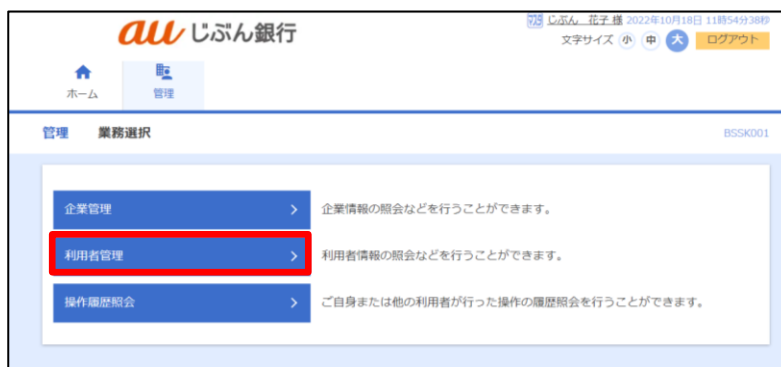 au じぶん銀行
じぶん 花子 様 2022年10月18日 11時54分38秒
文字サイズ 小 中 大 ログアウト
ホーム 管理
管理 業務選択 BSSK001
企業管理 企業情報の照会などを行うことができます。
利用者管理 利用者情報の照会などを行うことができます。
操作履歴照会 ご自身または他の利用者が行った操作の履歴照会を行うことができます。